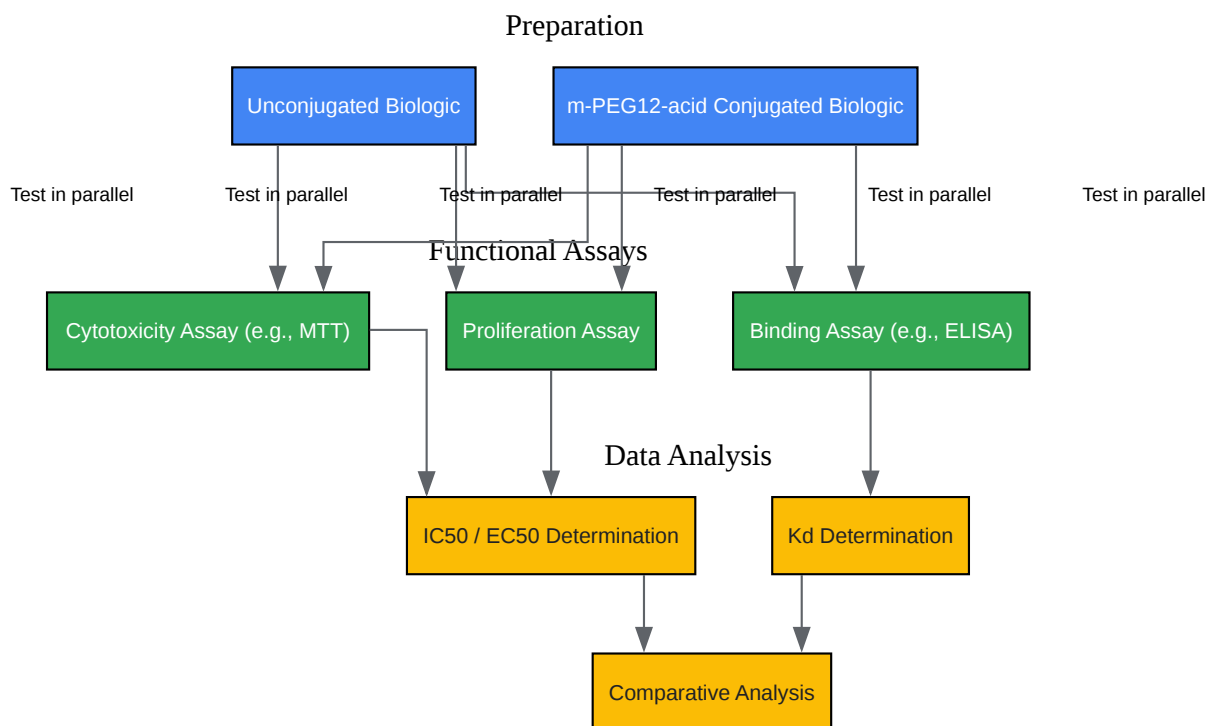 Preparation
Unconjugated Biologic
m-PEG12-acid Conjugated Biologic
Test in parallel
Test in parallel
Test in parallel
Test in parallel
Test in parallel
Test in parallel
Functional Assays
Cytotoxicity Assay (e.g., MTT)
Proliferation Assay
Binding Assay (e.g., ELISA)
Data Analysis
IC50 / EC50 Determination
Kd Determination
Comparative Analysis